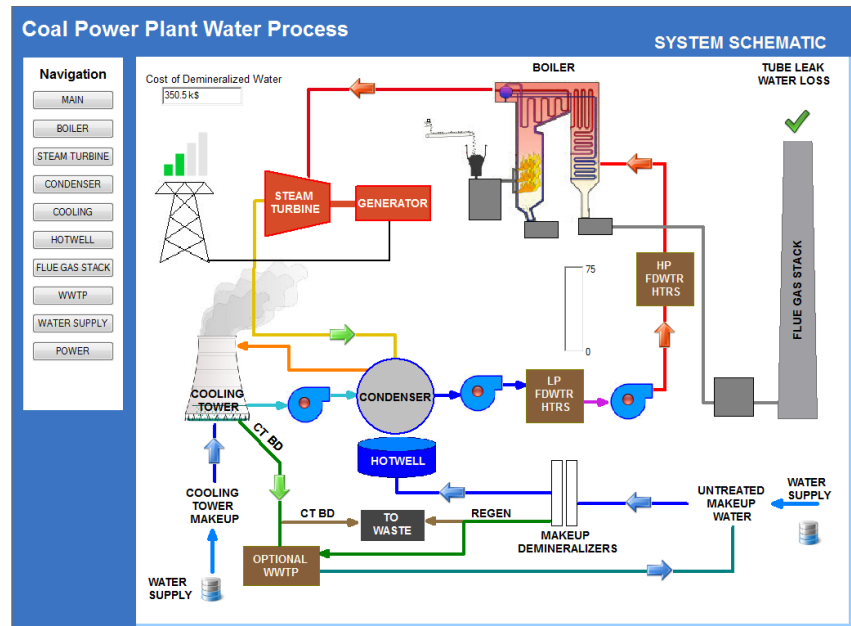 Coal Power Plant Water Process
SYSTEM SCHEMATIC
Navigation
MAIN
BOILER
STEAM TURBINE
CONDENSER
COOLING
HOTWELL
FLUE GAS STACK
WWTP
WATER SUPPLY
POWER
Cost of Demineralized Water
350.5 k$
BOILER
TUBE LEAK
WATER LOSS
STEAM
TURBINE
GENERATOR
HP
FDWTR
HTRS
75
0
FLUE GAS STACK
COOLING
TOWER
CONDENSER
LP
FDWTR
HTRS
CT BD
HOTWELL
COOLING
TOWER
MAKEUP
CT BD
TO
WASTE
REGEN
MAKEUP
DEMINERALIZERS
UNTREATED
MAKEUP
WATER
WATER
SUPPLY
OPTIONAL
WWTP
WATER
SUPPLY